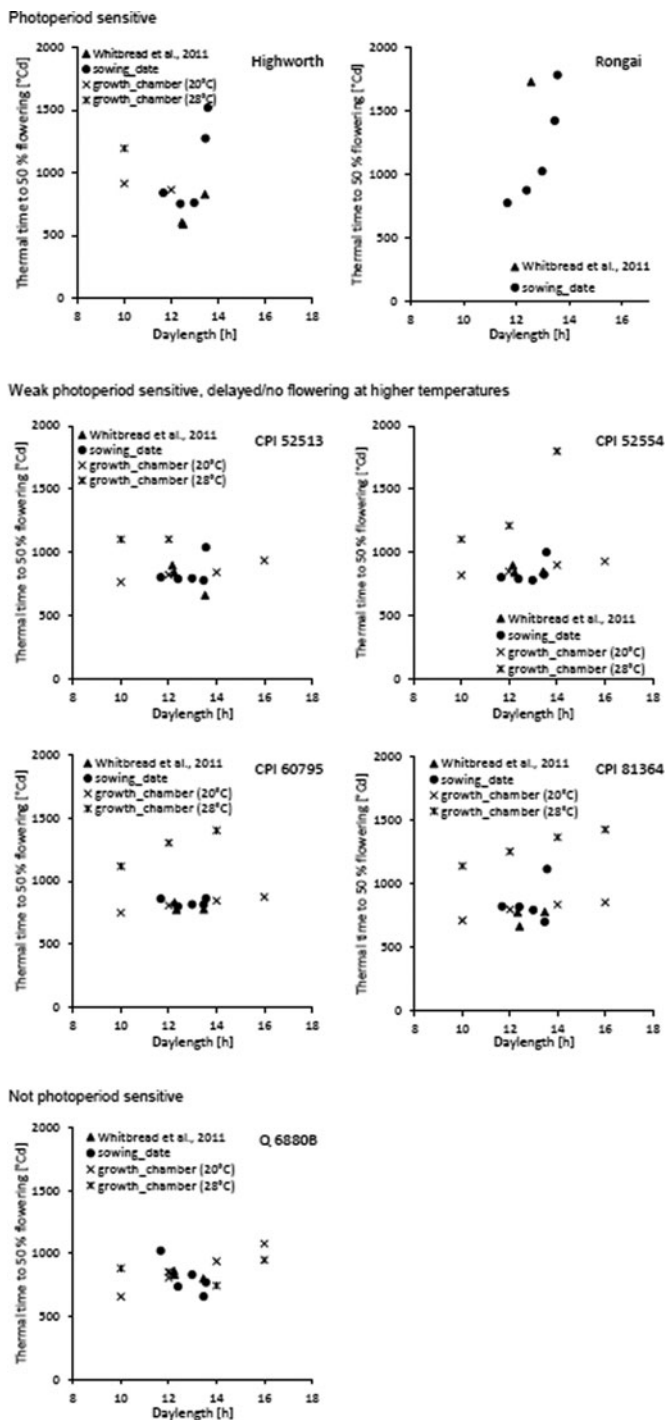 Photoperiod sensitive
Highworth
▲ Whitbread et al., 2011
● sowing_date
× growth_chamber (20°C)
growth_chamber (28°C)
Thermal time to 50 % flowering [°Cd]
2000
1500
1000
500
0
8 10 12 14 16 18
Daylength [h]
Rongai
Thermal time to 50 % flowering [°Cd]
2000
1500
1000
500
0
▲ Whitbread et al., 2011
● sowing_date
8 10 12 14 16
Daylength [h]
Weak photoperiod sensitive, delayed/no flowering at higher temperatures
CPI 52513
▲ Whitbread et al., 2011
● sowing_date
× growth_chamber (20°C)
growth_chamber (28°C)
Thermal time to 50 % flowering [°Cd]
2000
1500
1000
500
0
8 10 12 14 16 18
Daylength [h]
CPI 52554
Thermal time to 50 % flowering [°Cd]
2000
1500
1000
500
0
▲ Whitbread et al., 2011
● sowing_date
× growth_chamber (20°C)
growth_chamber (28°C)
8 10 12 14 16 18
Daylength [h]
CPI 60795
▲ Whitbread et al., 2011
● sowing_date
× growth_chamber (20°C)
growth_chamber (28°C)
Thermal time to 50 % flowering [°Cd]
2000
1500
1000
500
0
8 10 12 14 16 18
Daylength [h]
CPI 81364
▲ Whitbread et al., 2011
● sowing_date
× growth_chamber (20°C)
growth_chamber (28°C)
Thermal time to 50 % flowering [°Cd]
2000
1500
1000
500
0
8 10 12 14 16 18
Daylength [h]
Not photoperiod sensitive
Q 6880B
▲ Whitbread et al., 2011
● sowing_date
× growth_chamber (20°C)
growth_chamber (28°C)
Thermal time to 50 % flowering [°Cd]
2000
1500
1000
500
0
8 10 12 14 16 18
Daylength [h]